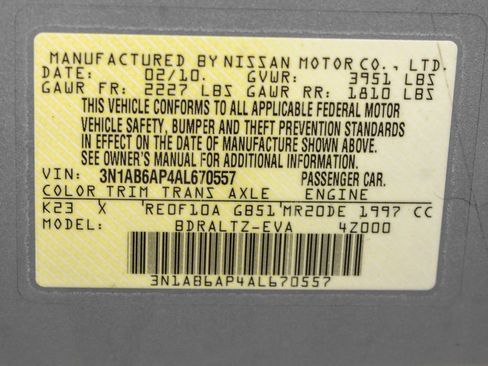 MANUFACTURED BY NISSAN MOTOR CO., LTD.
DATE: 02/10. GVWR: 3951 LBS
GAWR FR: 2227 LBS GAWR RR: 1810 LBS
THIS VEHICLE CONFORMS TO ALL APPLICABLE FEDERAL MOTOR
VEHICLE SAFETY, BUMPER AND THEFT PREVENTION STANDARDS
IN EFFECT ON THE DATE OF MANUFACTURE SHOWN ABOVE.
SEE OWNER'S MANUAL FOR ADDITIONAL INFORMATION.
VIN: 3N1AB6AP4AL670557 PASSENGER CAR.
COLOR TRIM TRANS AXLE ENGINE
K23 X RE0F10A GB51 MR20DE 1997 CC
MODEL: BDRALTZ-EVA 4Z000
3N1AB6AP4AL670557